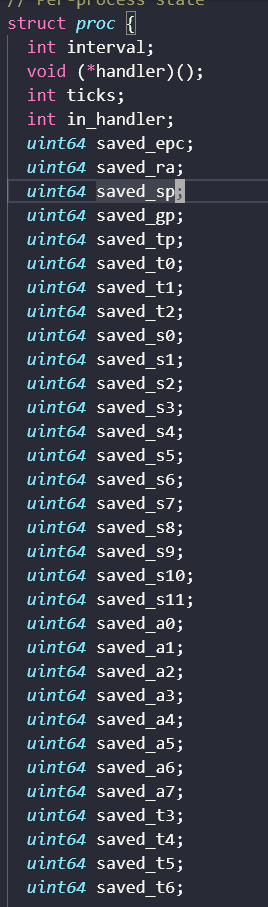 // Per-process state
struct proc {
  int interval;
  void (*handler)();
  int ticks;
  int in_handler;
  uint64 saved_epc;
  uint64 saved_ra;
  uint64 saved_sp;
  uint64 saved_gp;
  uint64 saved_tp;
  uint64 saved_t0;
  uint64 saved_t1;
  uint64 saved_t2;
  uint64 saved_s0;
  uint64 saved_s1;
  uint64 saved_s2;
  uint64 saved_s3;
  uint64 saved_s4;
  uint64 saved_s5;
  uint64 saved_s6;
  uint64 saved_s7;
  uint64 saved_s8;
  uint64 saved_s9;
  uint64 saved_s10;
  uint64 saved_s11;
  uint64 saved_a0;
  uint64 saved_a1;
  uint64 saved_a2;
  uint64 saved_a3;
  uint64 saved_a4;
  uint64 saved_a5;
  uint64 saved_a6;
  uint64 saved_a7;
  uint64 saved_t3;
  uint64 saved_t4;
  uint64 saved_t5;
  uint64 saved_t6;